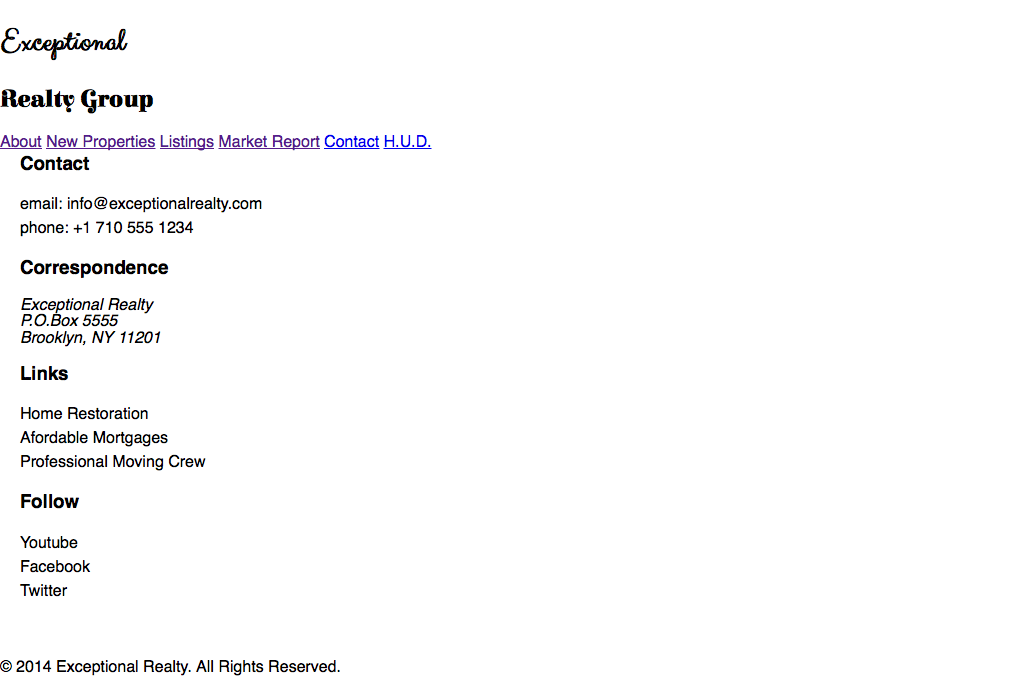 Exceptional
Realty Group
About New Properties Listings Market Report Contact H.U.D.
Contact
email: info@exceptionalrealty.com
phone: +1 710 555 1234
Correspondence
Exceptional Realty
P.O.Box 5555
Brooklyn, NY 11201
Links
Home Restoration
Afordable Mortgages
Professional Moving Crew
Follow
Youtube
Facebook
Twitter
© 2014 Exceptional Realty. All Rights Reserved.